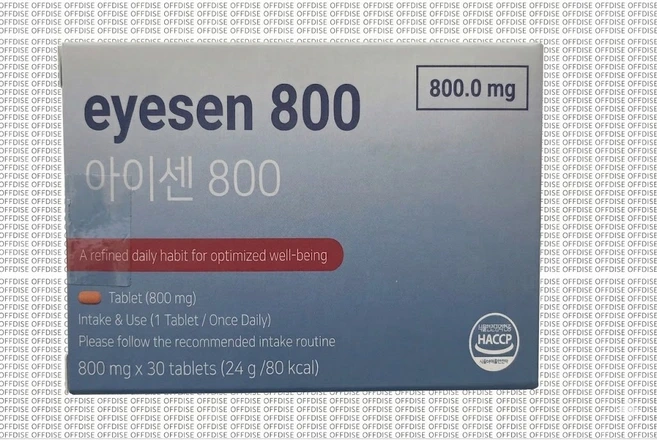 eyesen 800
800.0 mg
아이센 800
A refined daily habit for optimized well-being
Tablet (800 mg)
Intake & Use (1 Tablet / Once Daily)
Please follow the recommended intake routine
800 mg x 30 tablets (24 g /80 kcal)
HACCP
OFFDISE